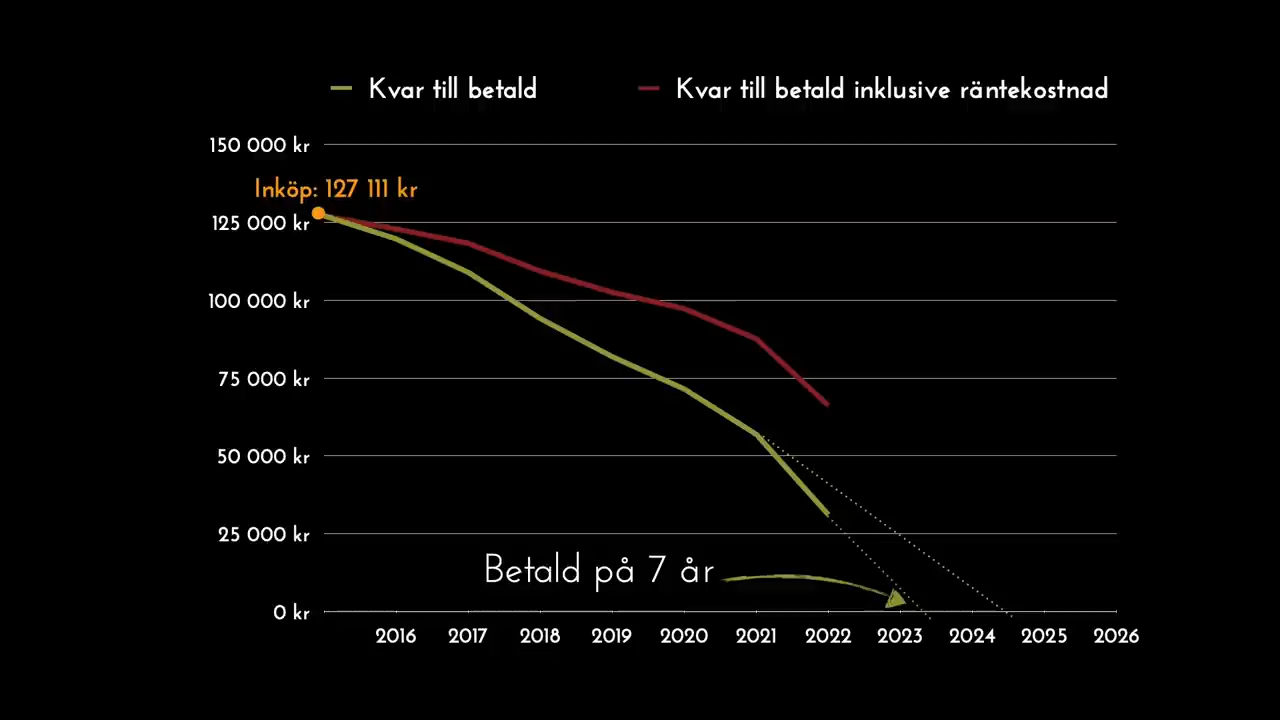 Kvar till betald
Kvar till betald inklusive räntekostnad
150 000 kr
Inköp: 127 111 kr
125 000 kr
100 000 kr
75 000 kr
50 000 kr
25 000 kr
Betald på 7 år
0 kr
2016 2017 2018 2019 2020 2021 2022 2023 2024 2025 2026